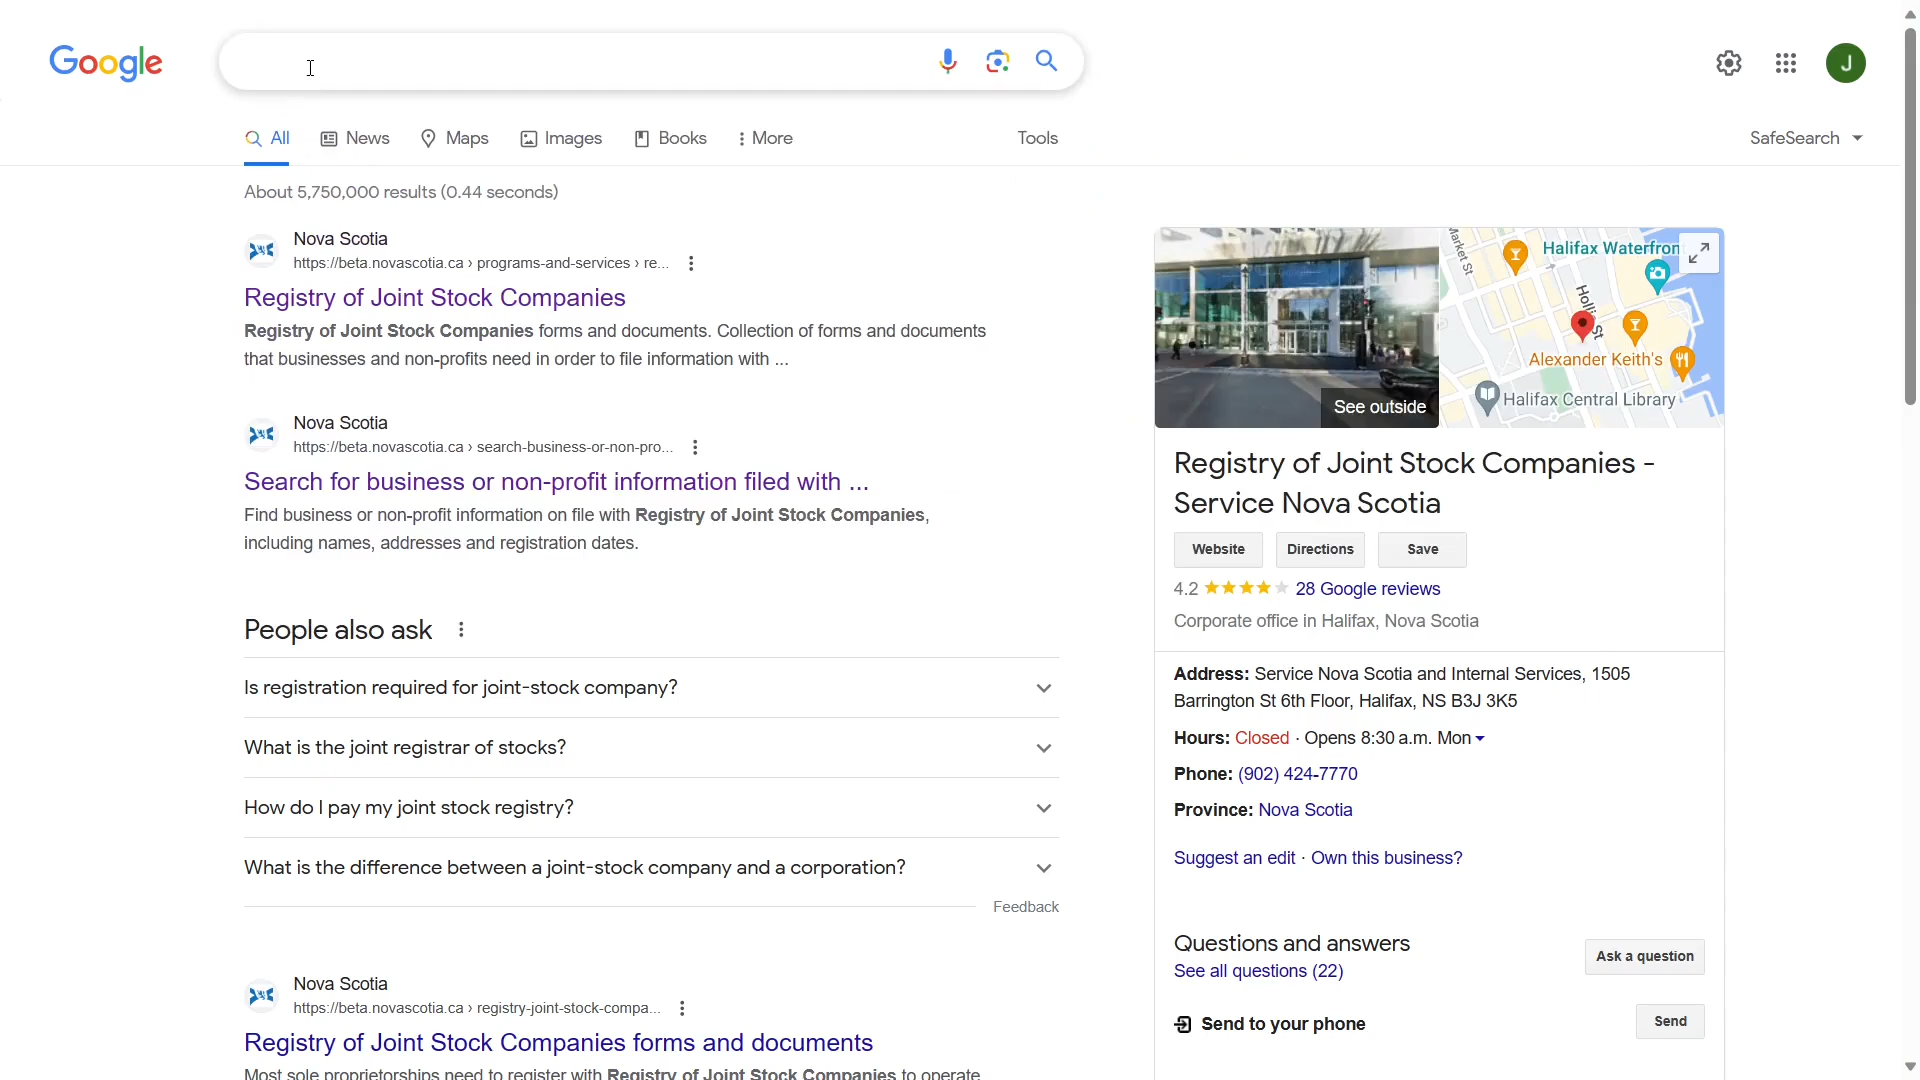 Google
J
All
News
Maps
Images
Books
More
Tools
SafeSearch
About 5,750,000 results (0.44 seconds)
Nova Scotia
https://beta.novascotia.ca › programs-and-services › re...
Registry of Joint Stock Companies
Registry of Joint Stock Companies forms and documents. Collection of forms and documents
that businesses and non-profits need in order to file information with ...
Nova Scotia
https://beta.novascotia.ca › search-business-or-non-pro...
Search for business or non-profit information filed with ...
Find business or non-profit information on file with Registry of Joint Stock Companies,
including names, addresses and registration dates.
People also ask
Is registration required for joint-stock company?
What is the joint registrar of stocks?
How do I pay my joint stock registry?
What is the difference between a joint-stock company and a corporation?
Feedback
Nova Scotia
https://beta.novascotia.ca › registry-joint-stock-compa...
Registry of Joint Stock Companies forms and documents
Most sole proprietorships need to register with Registry of Joint Stock Companies to operate
See outside
Market St
Halifax Waterfron
Hollis St
Alexander Keith's
Halifax Central Library
Registry of Joint Stock Companies -
Service Nova Scotia
Website
Directions
Save
4.2
28 Google reviews
Corporate office in Halifax, Nova Scotia
Address: Service Nova Scotia and Internal Services, 1505
Barrington St 6th Floor, Halifax, NS B3J 3K5
Hours: Closed · Opens 8:30 a.m. Mon
Phone: (902) 424-7770
Province: Nova Scotia
Suggest an edit · Own this business?
Questions and answers
See all questions (22)
Ask a question
Send to your phone
Send